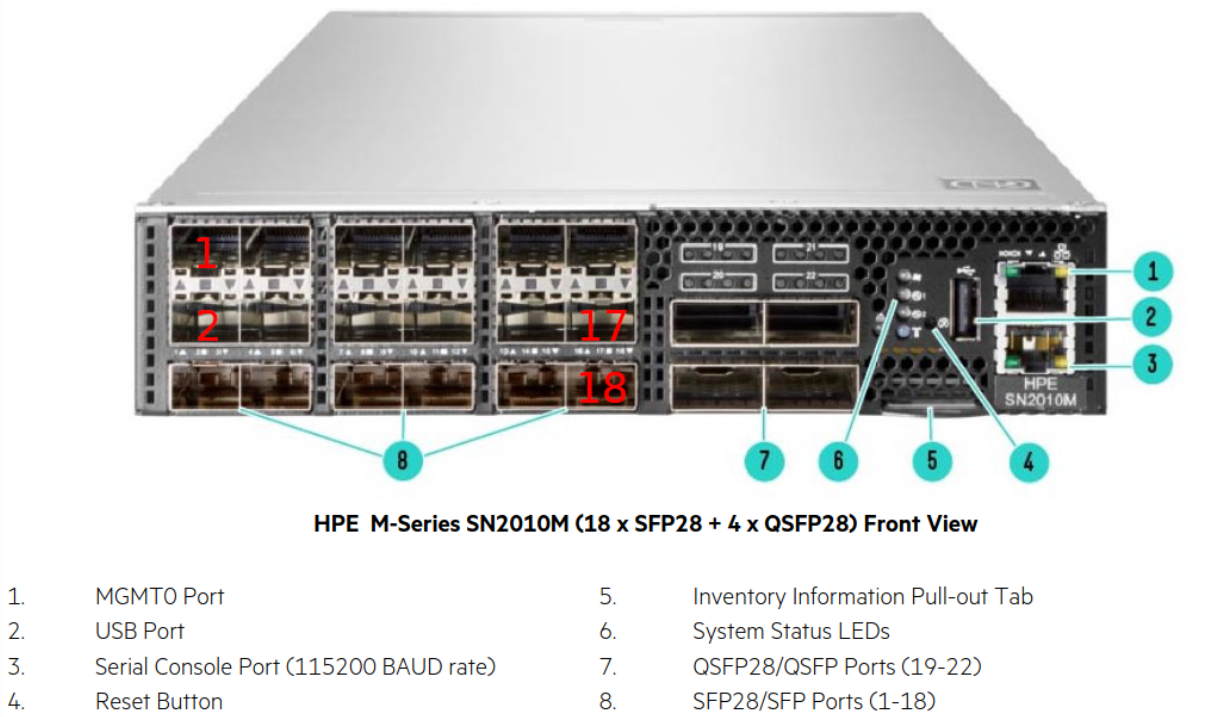 1
2
17
18
19
21
20
22
HPE
SN2010M
1
2
3
4
5
6
7
8
HPE M-Series SN2010M (18 x SFP28 + 4 x QSFP28) Front View
1. MGMT0 Port
2. USB Port
3. Serial Console Port (115200 BAUD rate)
4. Reset Button
5. Inventory Information Pull-out Tab
6. System Status LEDs
7. QSFP28/QSFP Ports (19-22)
8. SFP28/SFP Ports (1-18)